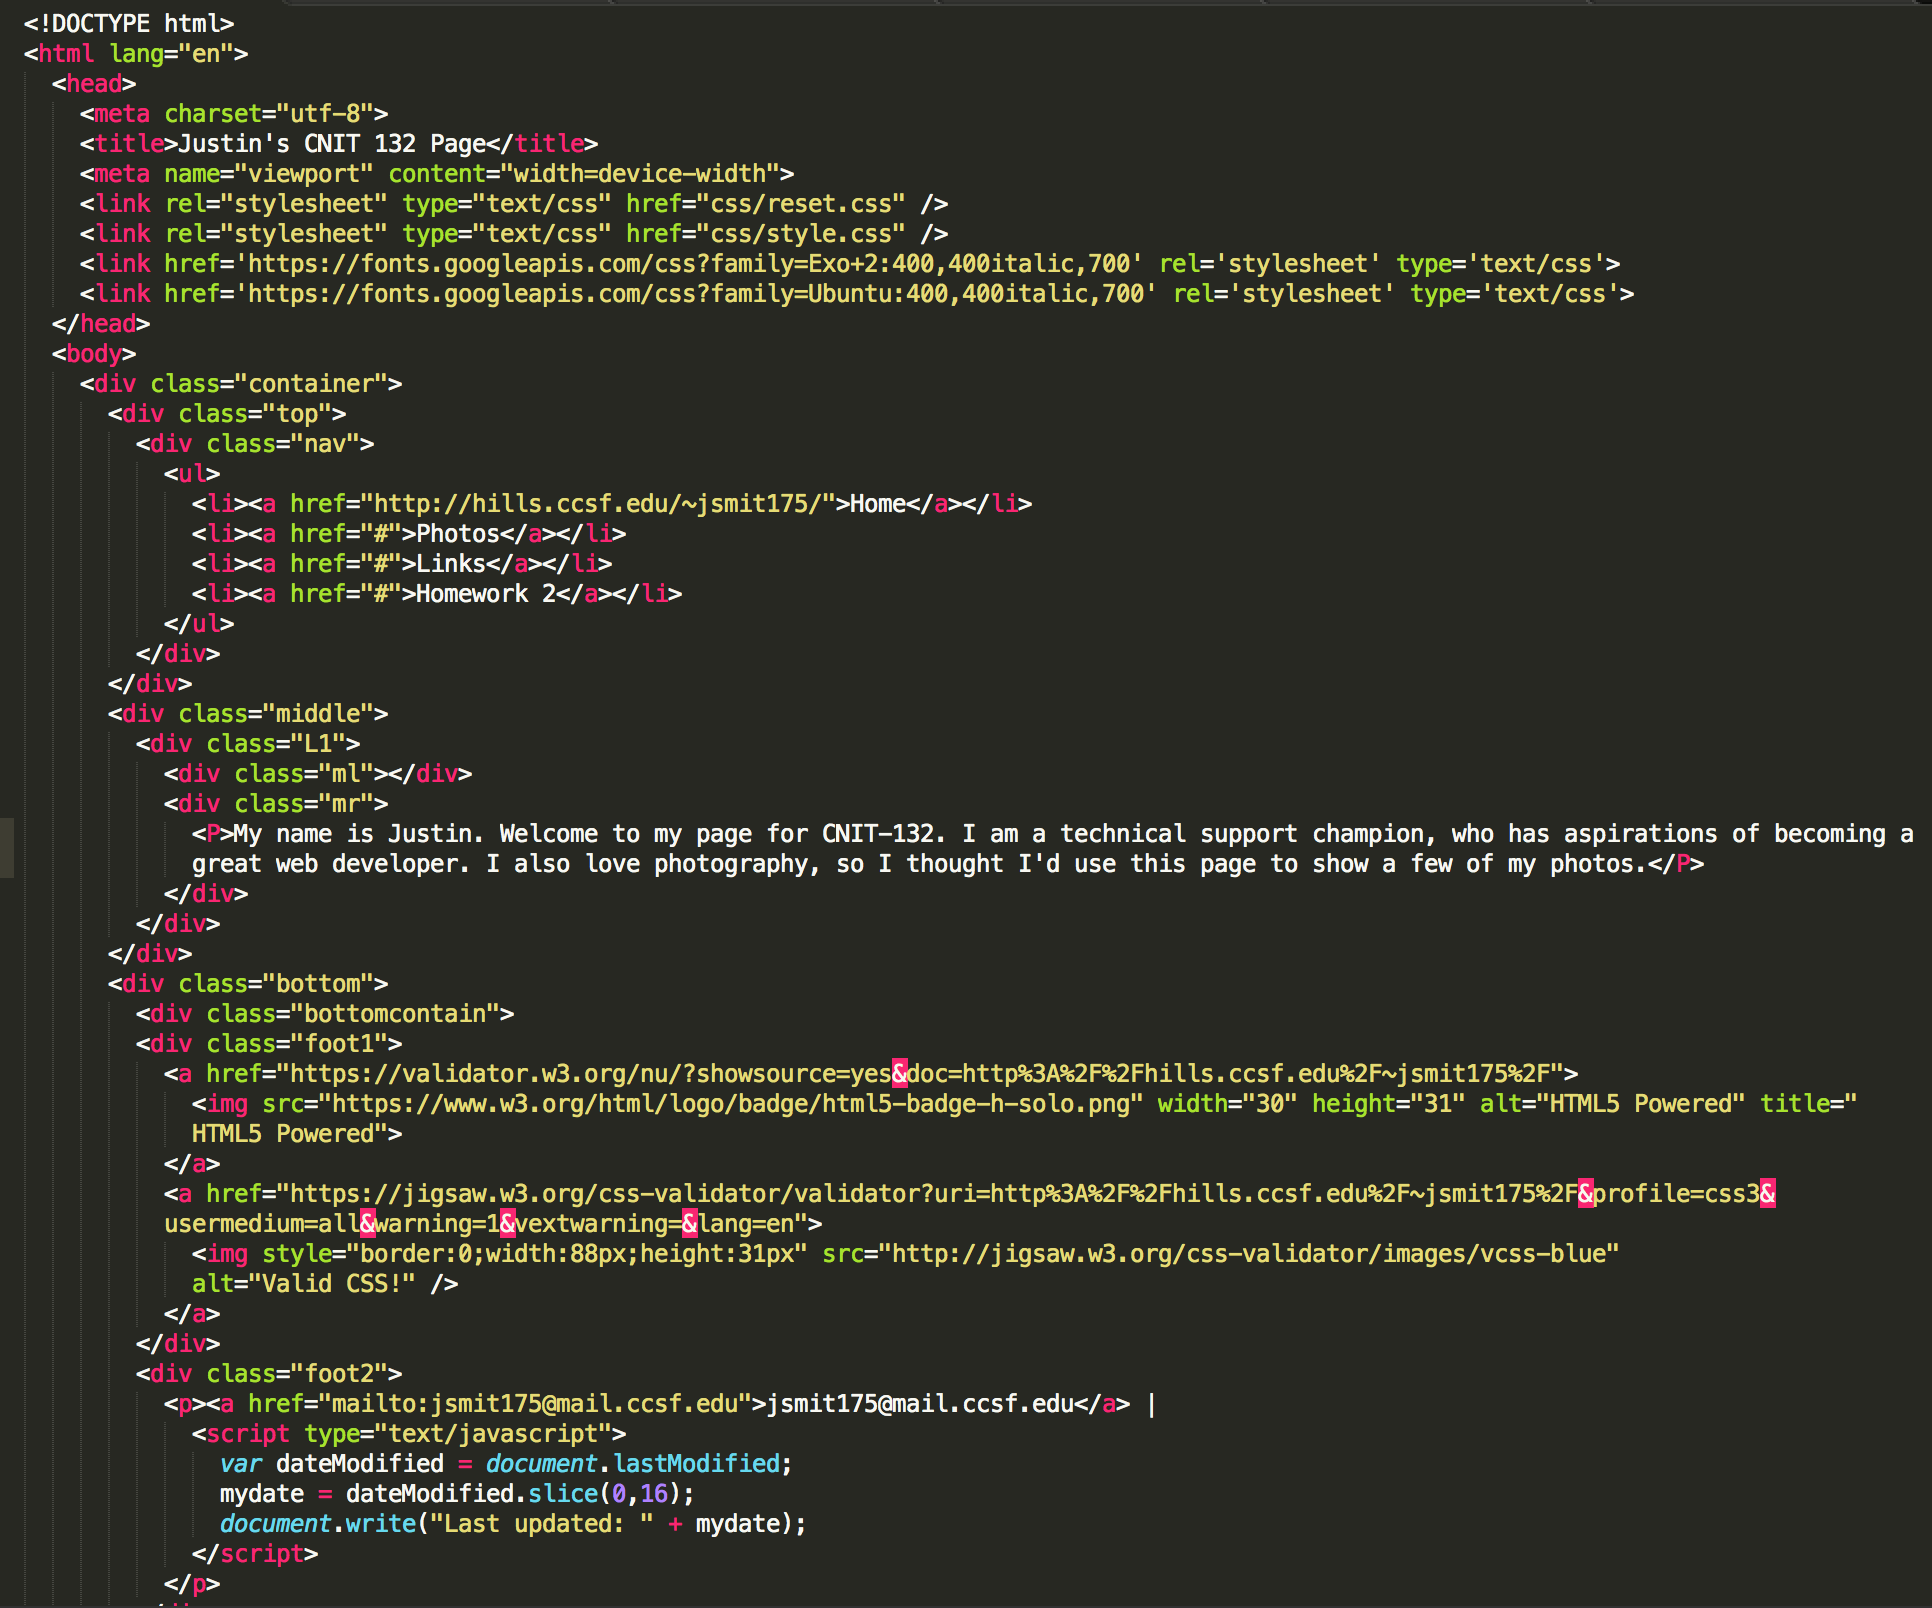 <!DOCTYPE html>
<html lang="en">
<head>
<meta charset="utf-8">
<title>Justin's CNIT 132 Page</title>
<meta name="viewport" content="width=device-width">
<link rel="stylesheet" type="text/css" href="css/reset.css" />
<link rel="stylesheet" type="text/css" href="css/style.css" />
<link href='https://fonts.googleapis.com/css?family=Exo+2:400,400italic,700' rel='stylesheet' type='text/css'>
<link href='https://fonts.googleapis.com/css?family=Ubuntu:400,400italic,700' rel='stylesheet' type='text/css'>
</head>
<body>
<div class="container">
<div class="top">
<div class="nav">
<ul>
<li><a href="http://hills.ccsf.edu/~jsmit175/">Home</a></li>
<li><a href="#">Photos</a></li>
<li><a href="#">Links</a></li>
<li><a href="#">Homework 2</a></li>
</ul>
</div>
</div>
<div class="middle">
<div class="L1">
<div class="ml"></div>
<div class="mr">
<P>My name is Justin. Welcome to my page for CNIT-132. I am a technical support champion, who has aspirations of becoming a
great web developer. I also love photography, so I thought I'd use this page to show a few of my photos.</P>
</div>
</div>
</div>
<div class="bottom">
<div class="bottomcontain">
<div class="foot1">
<a href="https://validator.w3.org/nu/?showsource=yes&doc=http%3A%2F%2Fhills.ccsf.edu%2F~jsmit175%2F">
<img src="https://www.w3.org/html/logo/badge/html5-badge-h-solo.png" width="30" height="31" alt="HTML5 Powered" title="
HTML5 Powered">
</a>
<a href="https://jigsaw.w3.org/css-validator/validator?uri=http%3A%2F%2Fhills.ccsf.edu%2F~jsmit175%2F&profile=css3&
usermedium=all&warning=1&vextwarning=&lang=en">
<img style="border:0;width:88px;height:31px" src="http://jigsaw.w3.org/css-validator/images/vcss-blue"
alt="Valid CSS!" />
</a>
</div>
<div class="foot2">
<p><a href="mailto:jsmit175@mail.ccsf.edu">jsmit175@mail.ccsf.edu</a> |
<script type="text/javascript">
var dateModified = document.lastModified;
mydate = dateModified.slice(0,16);
document.write("Last updated: " + mydate);
</script>
</p>